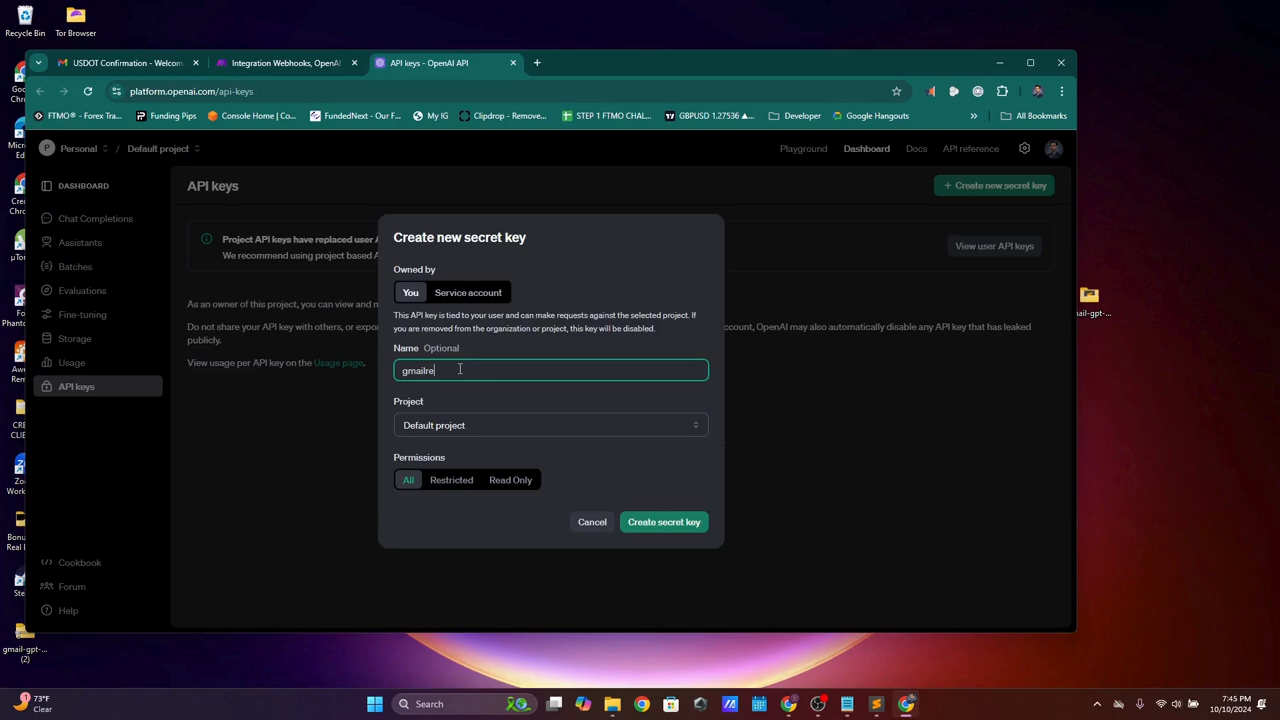 Recycle Bin
Tor Browser
USDOT Confirmation - Welcom
Integration Webhooks, OpenAI
API keys - OpenAI API
platform.openai.com/api-keys
FTMO® - Forex Tra...
Funding Pips
Console Home | Co...
FundedNext - Our F...
My IG
Clipdrop - Remove...
STEP 1 FTMO CHAL...
GBPUSD 1.27536 ▲...
Developer
Google Hangouts
»
All Bookmarks
P Personal / Default project
Playground
Dashboard
Docs
API reference
DASHBOARD
Chat Completions
Assistants
Batches
Evaluations
Fine-tuning
Storage
Usage
API keys
Cookbook
Forum
Help
API keys
+ Create new secret key
Project API keys have replaced user A
We recommend using project based A
View user API keys
As an owner of this project, you can view and m
Do not share your API key with others, or expo
account, OpenAI may also automatically disable any API key that has leaked
publicly.
View usage per API key on the Usage page.
Create new secret key
Owned by
You
Service account
This API key is tied to your user and can make requests against the selected project. If
you are removed from the organization or project, this key will be disabled.
Name Optional
gmailre
Project
Default project
Permissions
All
Restricted
Read Only
Cancel
Create secret key
ail-gpt-...
gmail-gpt-...
(2)
1
73°F
Clear
Search
7:45 PM
10/10/2024